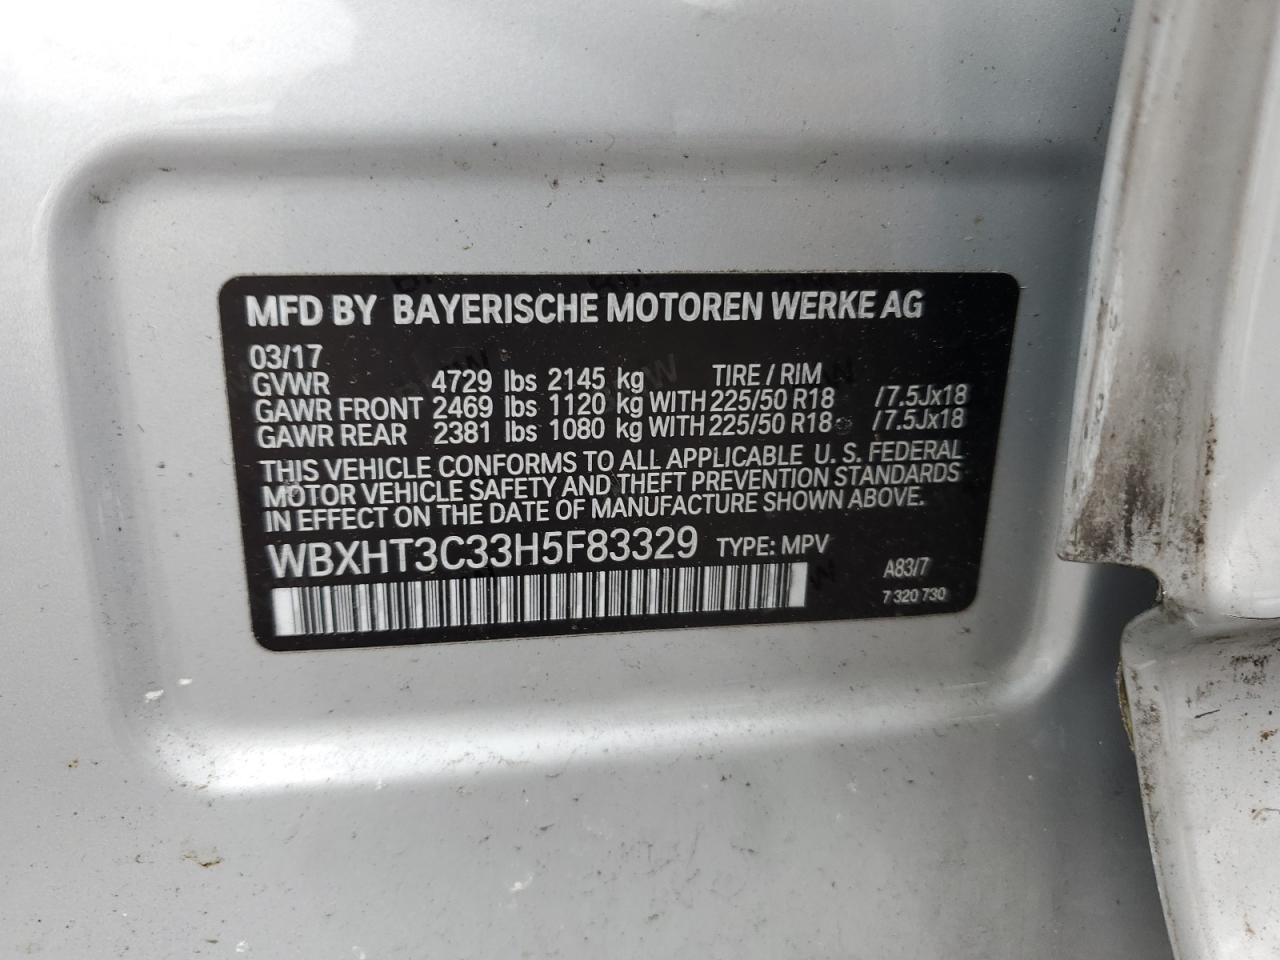 MFD BY BAYERISCHE MOTOREN WERKE AG
03/17
GVWR 4729 lbs 2145 kg TIRE / RIM
GAWR FRONT 2469 lbs 1120 kg WITH 225/50 R18 /7.5Jx18
GAWR REAR 2381 lbs 1080 kg WITH 225/50 R18 /7.5Jx18
THIS VEHICLE CONFORMS TO ALL APPLICABLE U. S. FEDERAL
MOTOR VEHICLE SAFETY AND THEFT PREVENTION STANDARDS
IN EFFECT ON THE DATE OF MANUFACTURE SHOWN ABOVE.
WBXHT3C33H5F83329 TYPE: MPV
A83/7
7 320 730